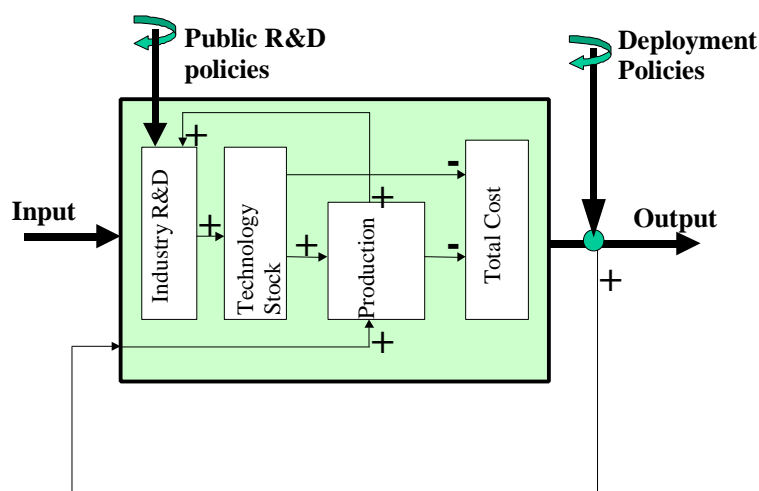 Public R&D
policies
Deployment
Policies
+
Input
Industry R&D
+
Technology
Stock
+
Production
+
-
-
Total Cost
Output
+
+